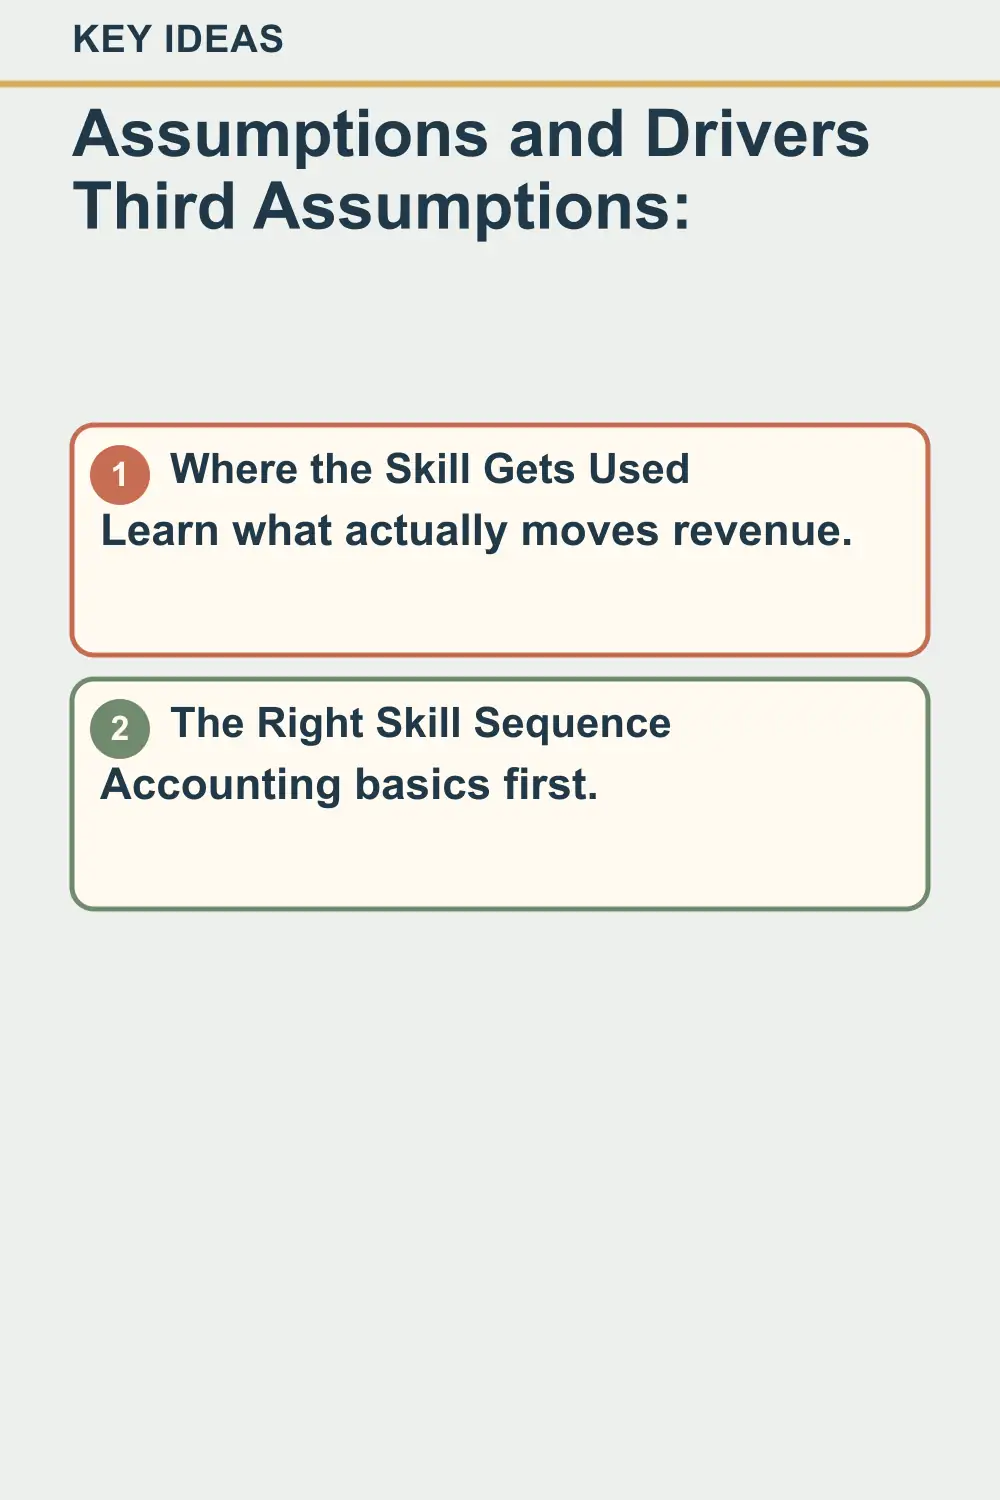 KEY IDEAS
Assumptions and Drivers
Third Assumptions:
1 Where the Skill Gets Used
Learn what actually moves revenue.
2 The Right Skill Sequence
Accounting basics first.